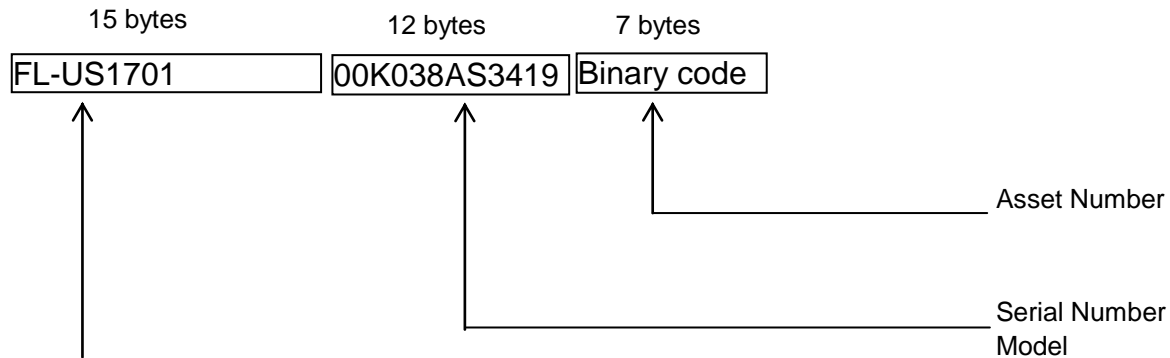 15 bytes 12 bytes 7 bytes
FL-US1701 00K038AS3419 Binary code
Asset Number
Serial Number
Model